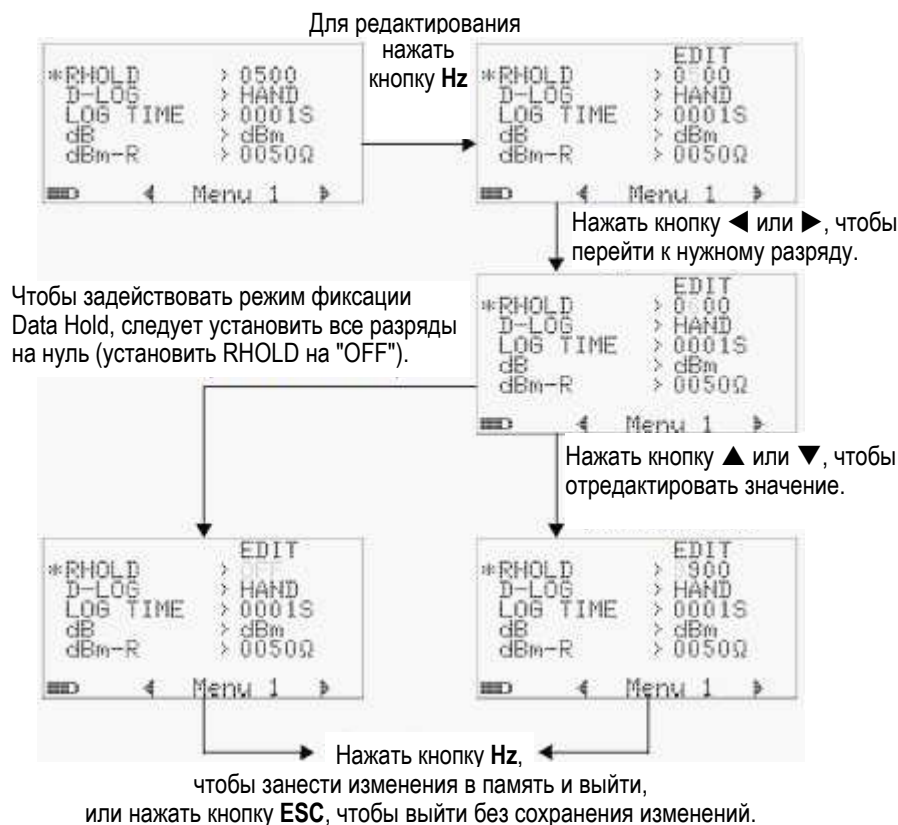 Для редактирования
нажать
кнопку Hz
*RHOLD > 0500
D-LOG > HAND
LOG TIME > 0001S
dB > dBm
dBm-R > 0050Ω
◀ Menu 1 ▶
EDIT
*RHOLD > 0500
D-LOG > HAND
LOG TIME > 0001S
dB > dBm
dBm-R > 0050Ω
◀ Menu 1 ▶
Нажать кнопку ◀ или ▶, чтобы
перейти к нужному разряду.
Чтобы задействовать режим фиксации
Data Hold, следует установить все разряды
на нуль (установить RHOLD на "OFF").
EDIT
*RHOLD > 0 00
D-LOG > HAND
LOG TIME > 0001S
dB > dBm
dBm-R > 0050Ω
◀ Menu 1 ▶
Нажать кнопку ▲ или ▼, чтобы
отредактировать значение.
EDIT
*RHOLD > OFF
D-LOG > HAND
LOG TIME > 0001S
dB > dBm
dBm-R > 0050Ω
◀ Menu 1 ▶
EDIT
*RHOLD > 900
D-LOG > HAND
LOG TIME > 0001S
dB > dBm
dBm-R > 0050Ω
◀ Menu 1 ▶
Нажать кнопку Hz,
чтобы занести изменения в память и выйти,
или нажать кнопку ESC, чтобы выйти без сохранения изменений.